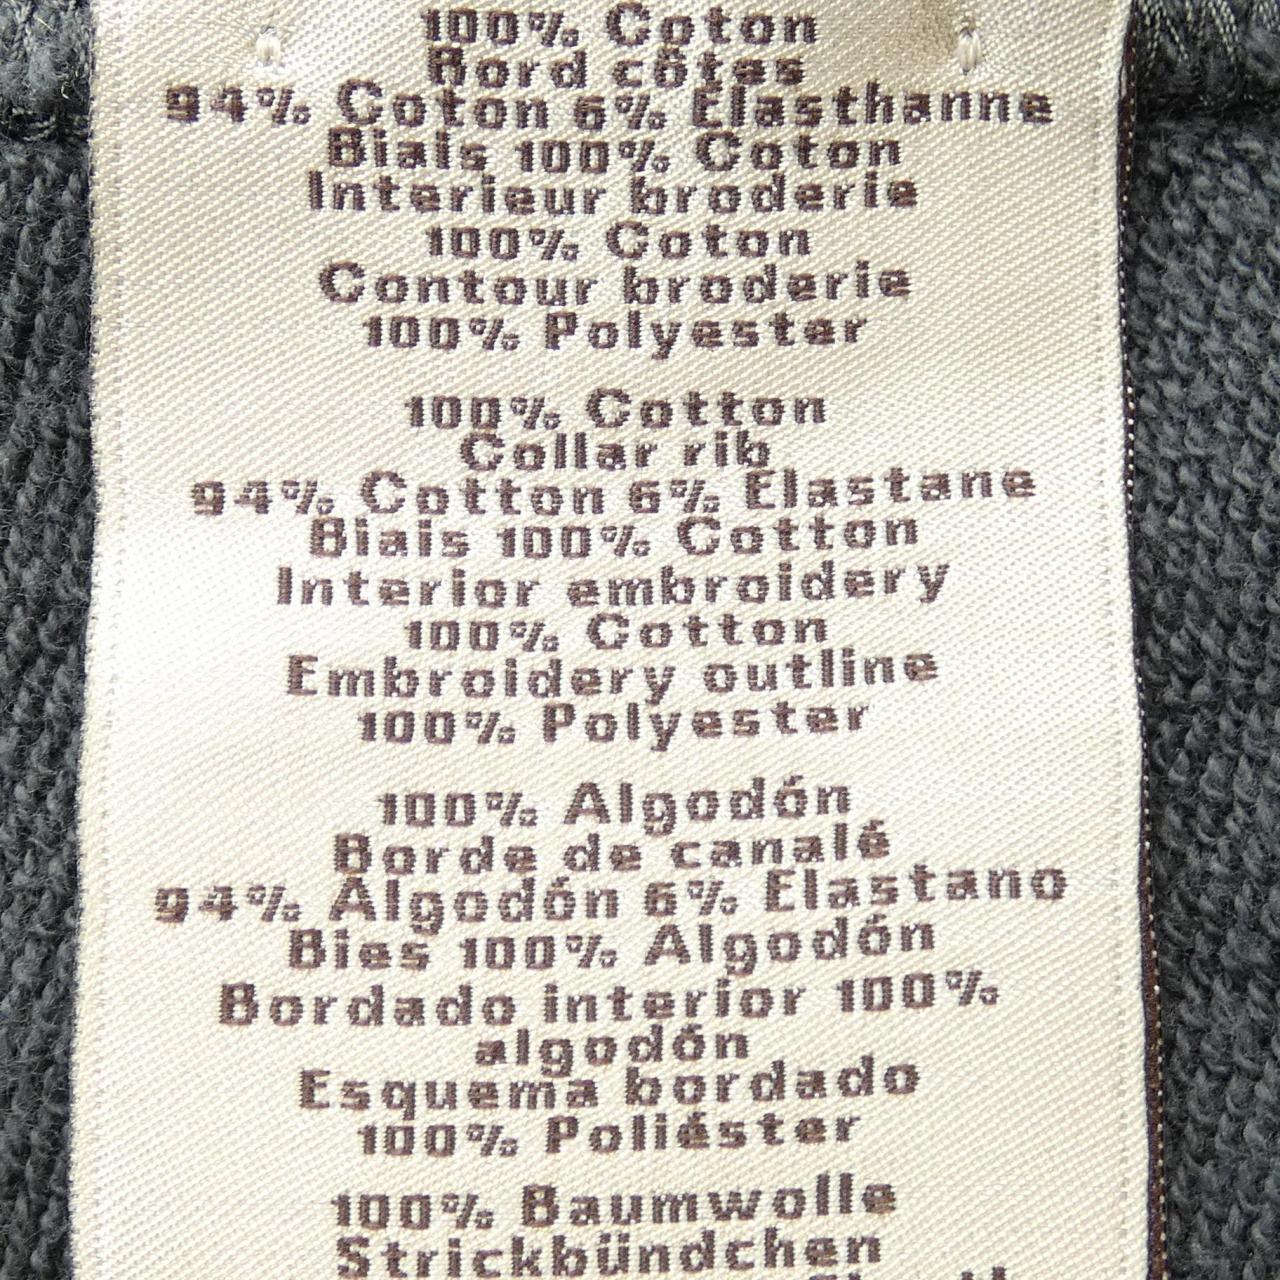 100% Coton
Bord côtes
94% Coton 6% Elasthanne
Biais 100% Coton
Interieur broderie
100% Coton
Contour broderie
100% Polyester
100% Cotton
Collar rib
94% Cotton 6% Elastane
Biais 100% Cotton
Interior embroidery
100% Cotton
Embroidery outline
100% Polyester
100% Algodón
Borde de canalé
94% Algodón 6% Elastano
Bies 100% Algodón
Bordado interior 100%
algodón
Esquema bordado
100% Poliéster
100% Baumwolle
Strickbündchen